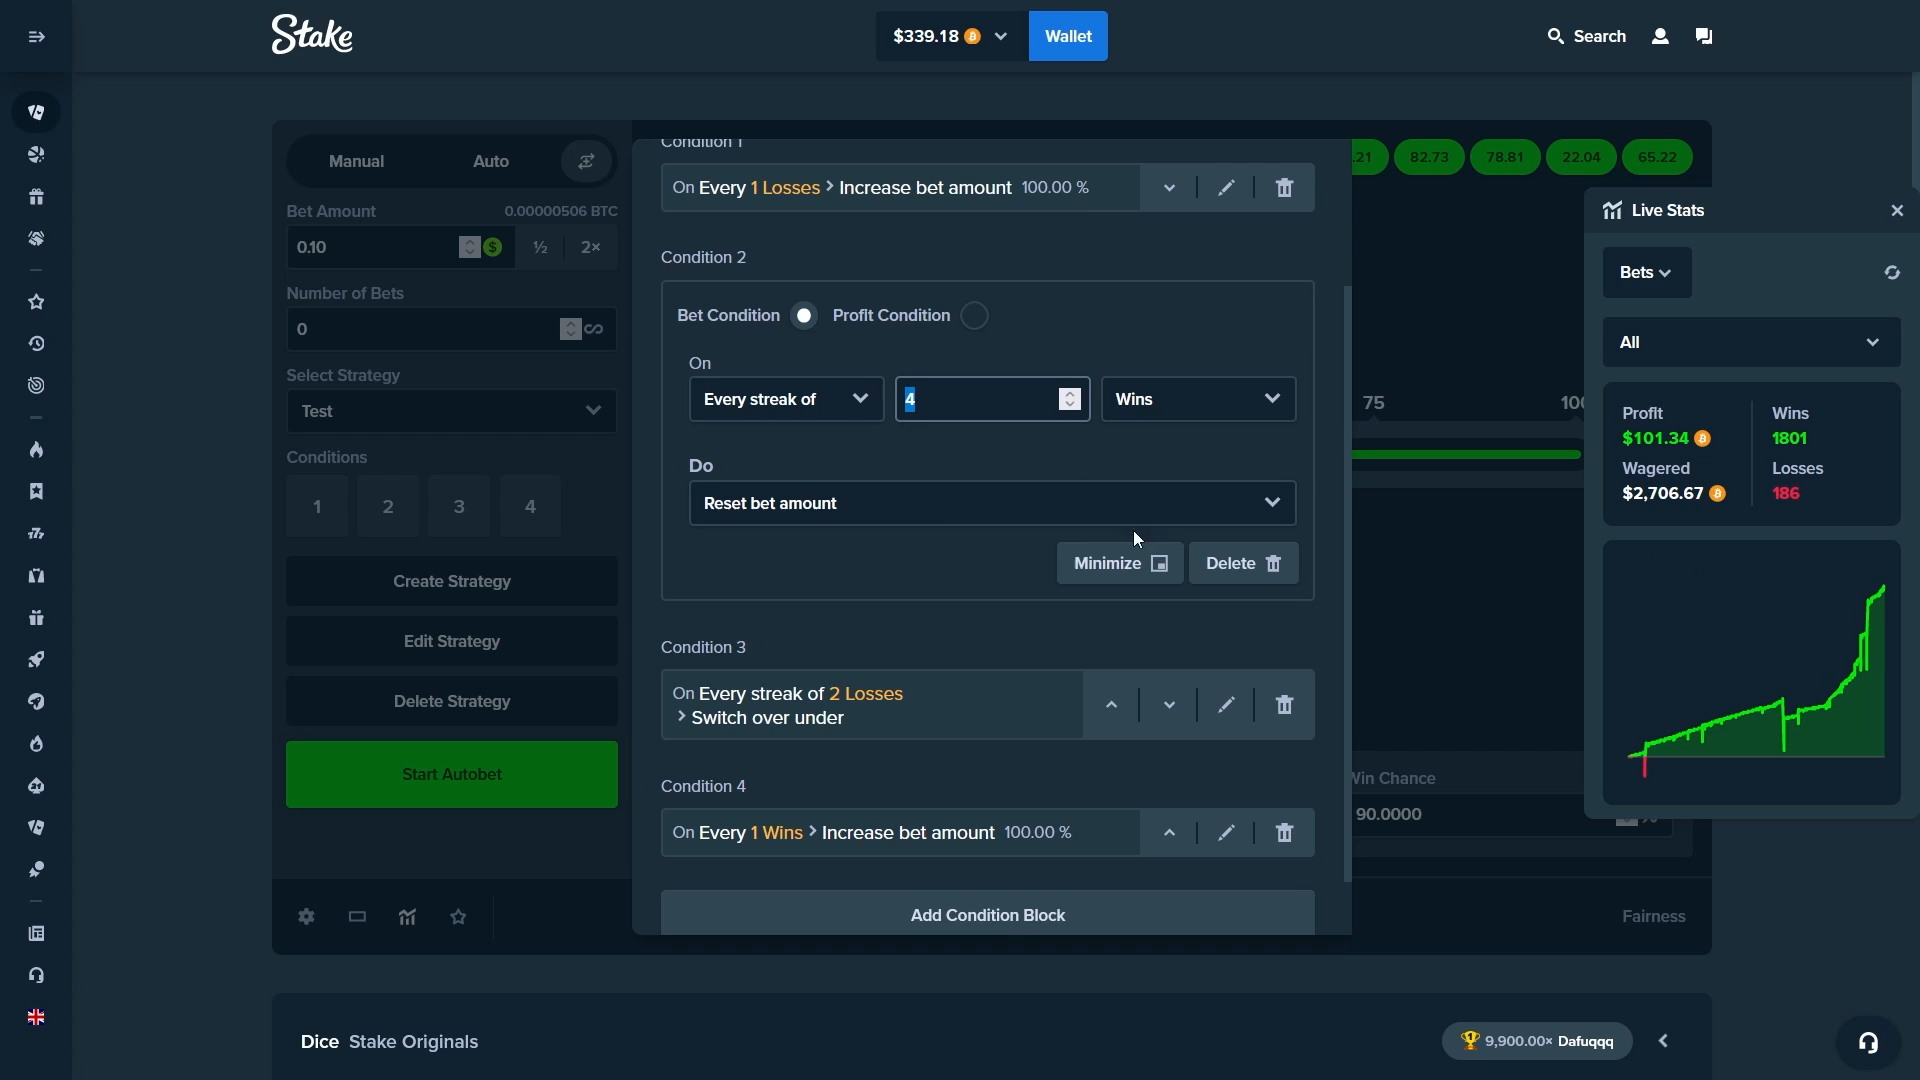 Stake
$339.18
Wallet
Search
Manual
Auto
Bet Amount
0.00000506 BTC
0.10
½
2×
Number of Bets
0
Select Strategy
Test
Conditions
1
2
3
4
Create Strategy
Edit Strategy
Delete Strategy
Start Autobet
Condition 1
On Every 1 Losses > Increase bet amount 100.00 %
Condition 2
Bet Condition
Profit Condition
On
Every streak of
4
Wins
Do
Reset bet amount
Minimize
Delete
Condition 3
On Every streak of 2 Losses
> Switch over under
Condition 4
On Every 1 Wins > Increase bet amount 100.00 %
Add Condition Block
.21
82.73
78.81
22.04
65.22
75
Win Chance
90.0000
Fairness
Live Stats
Bets
All
Profit
$101.34
Wins
1801
Wagered
$2,706.67
Losses
186
Dice Stake Originals
9,900.00× Dafuqqq